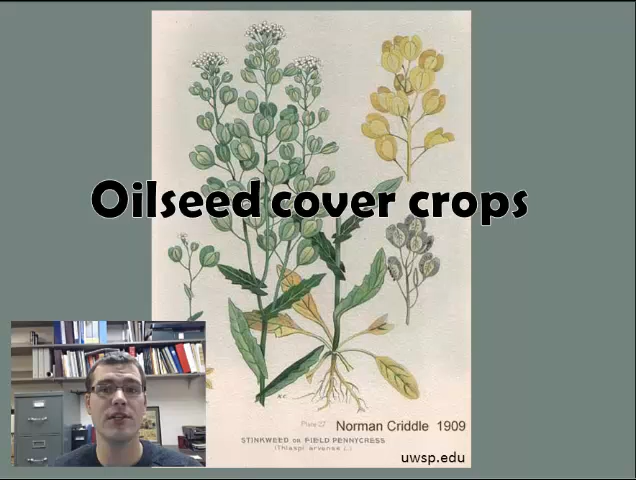 Oilseed cover crops
Plate 27
Norman Criddle 1909
STINKWEED OR FIELD PENNYCRESS
(Thlaspi arvense L.)
uwsp.edu